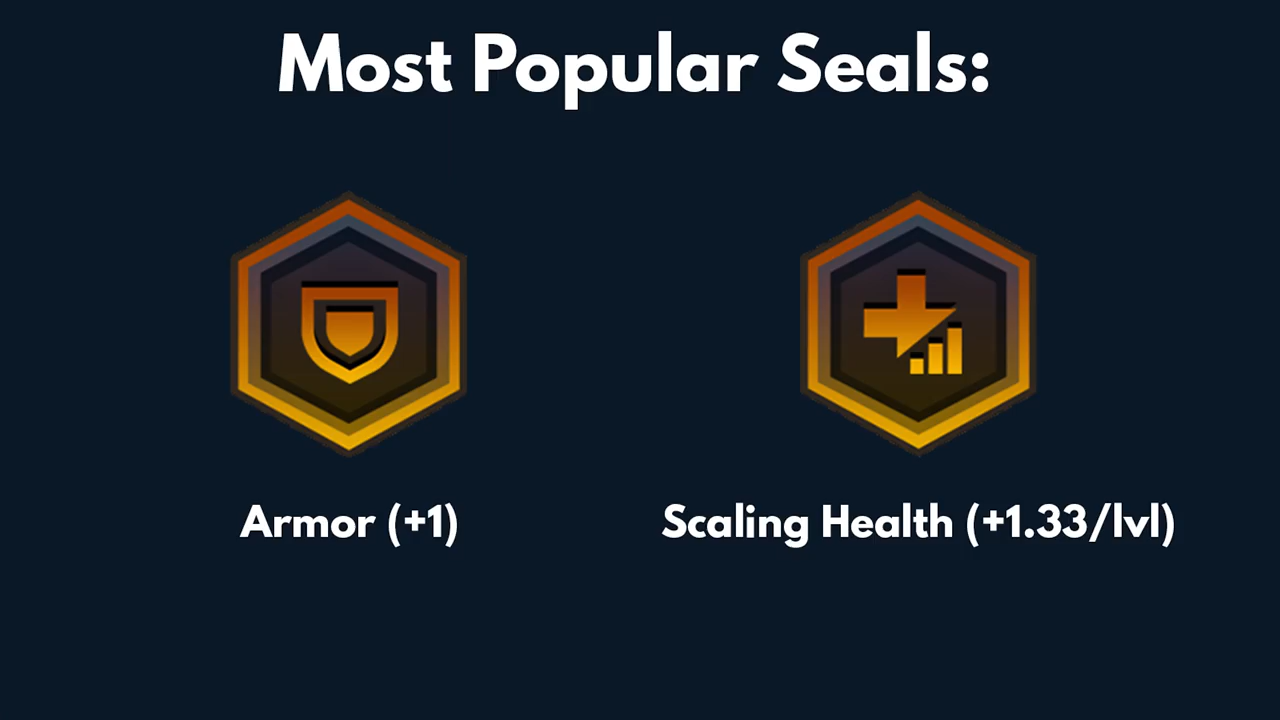 Most Popular Seals:
Armor (+1)
Scaling Health (+1.33/lvl)